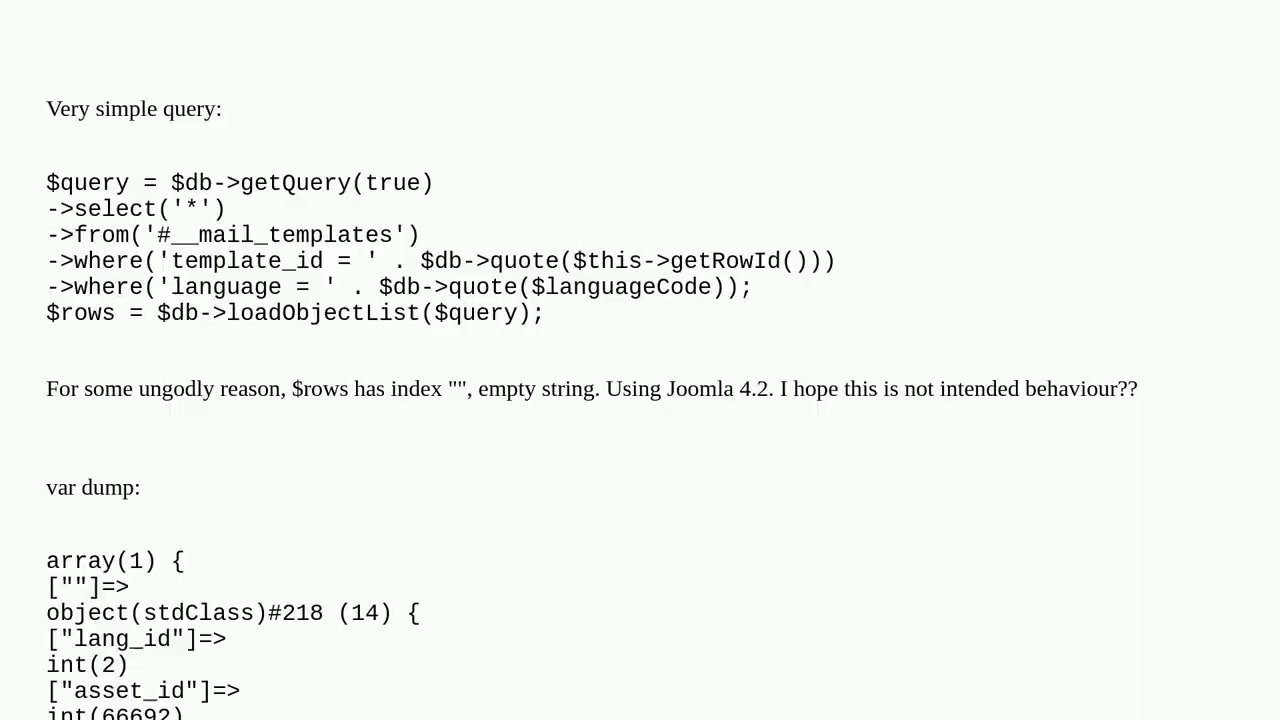 Very simple query:
$query = $db->getQuery(true)
->select('*')
->from('#__mail_templates')
->where('template_id = ' . $db->quote($this->getRowId()))
->where('language = ' . $db->quote($languageCode));
$rows = $db->loadObjectList($query);
For some ungodly reason, $rows has index "", empty string. Using Joomla 4.2. I hope this is not intended behaviour??
var dump:
array(1) {
[""]=>
object(stdClass)#218 (14) {
["lang_id"]=>
int(2)
["asset_id"]=>
int(66692)